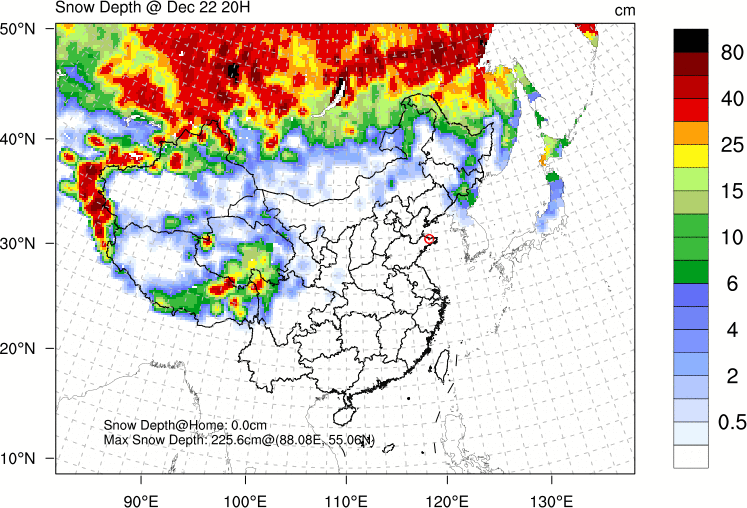 Snow Depth @ Dec 22 20H
cm
50°N
40°N
30°N
20°N
10°N
90°E
100°E
110°E
120°E
130°E
80
40
25
15
10
6
4
2
0.5
Snow Depth@Home: 0.0cm
Max Snow Depth: 225.6cm@(88.08E, 55.06N)